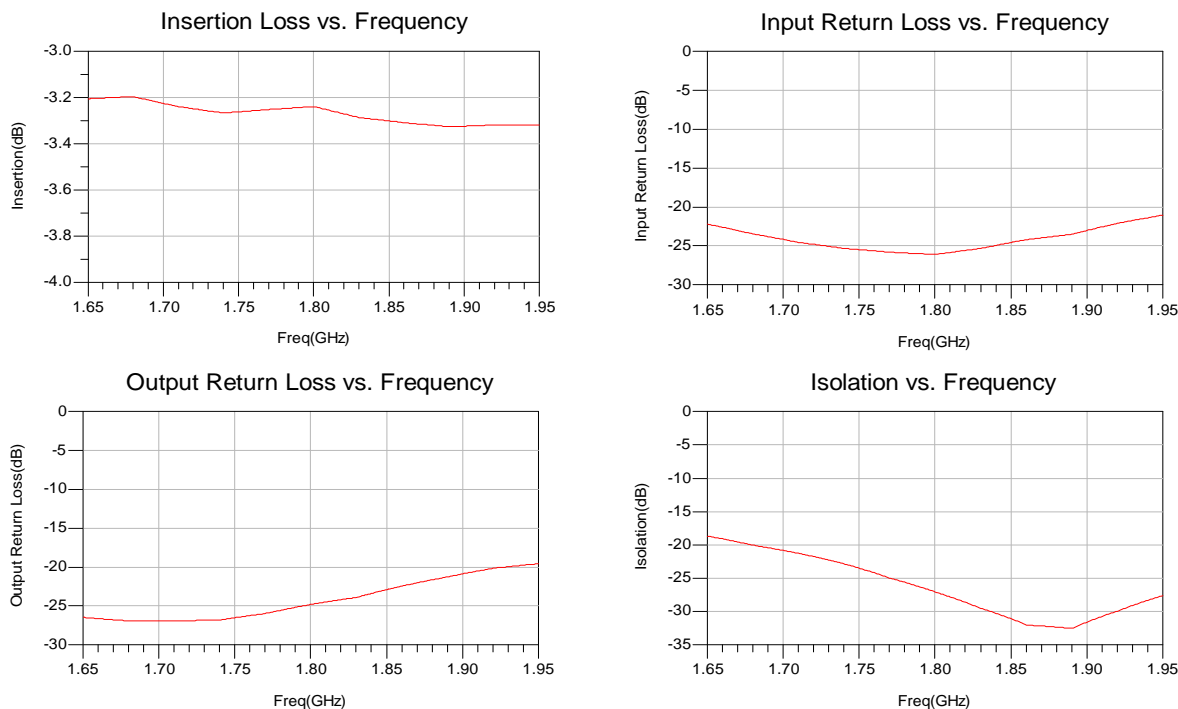 Insertion Loss vs. Frequency
-3.0
-3.2
-3.4
-3.6
-3.8
-4.0
Insertion(dB)
1.65 1.70 1.75 1.80 1.85 1.90 1.95
Freq(GHz)
Input Return Loss vs. Frequency
0
-5
-10
-15
-20
-25
-30
Input Return Loss(dB)
1.65 1.70 1.75 1.80 1.85 1.90 1.95
Freq(GHz)
Output Return Loss vs. Frequency
0
-5
-10
-15
-20
-25
-30
Output Return Loss(dB)
1.65 1.70 1.75 1.80 1.85 1.90 1.95
Freq(GHz)
Isolation vs. Frequency
0
-5
-10
-15
-20
-25
-30
-35
Isolation(dB)
1.65 1.70 1.75 1.80 1.85 1.90 1.95
Freq(GHz)